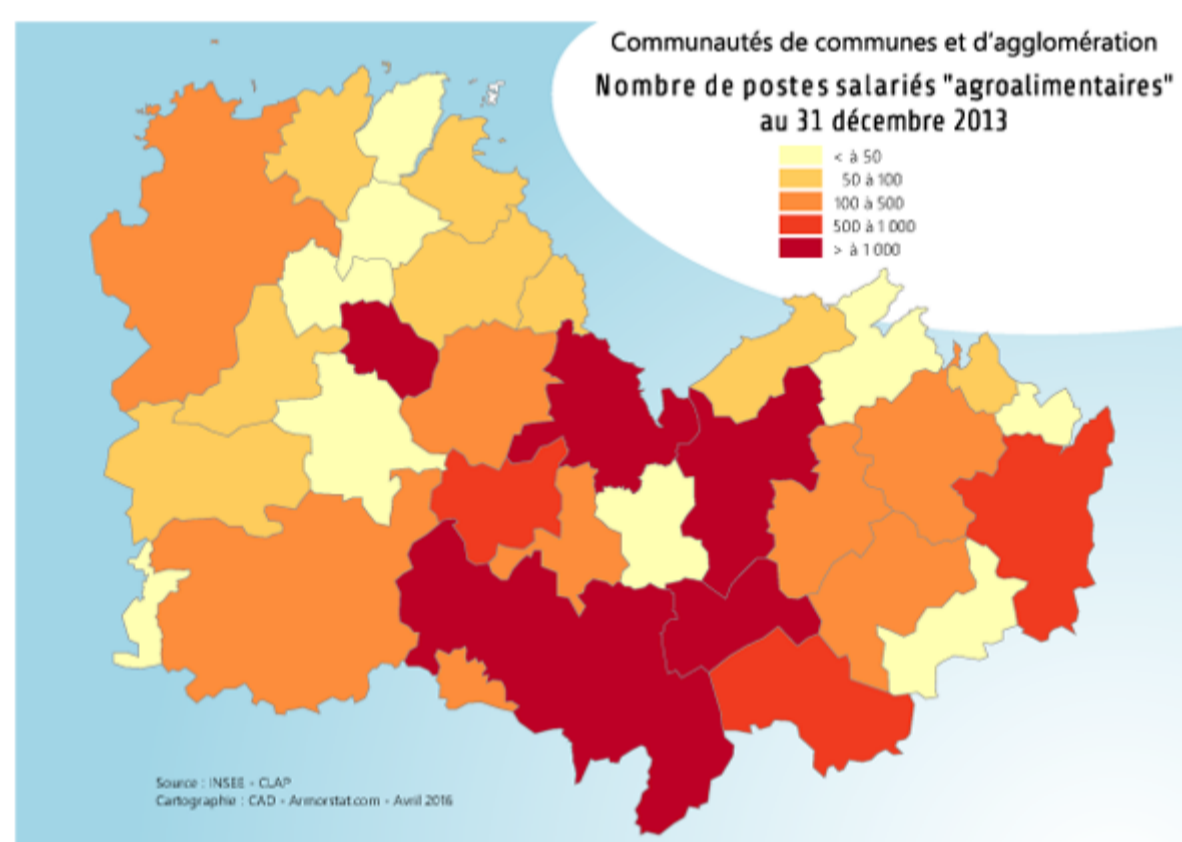 Communautés de communes et d'agglomération
Nombre de postes salariés "agroalimentaires"
au 31 décembre 2013
< à 50
50 à 100
100 à 500
500 à 1 000
> à 1 000
Source : INSEE - CLAP
Cartographie : CAD - Armorstat.com - Avril 2016